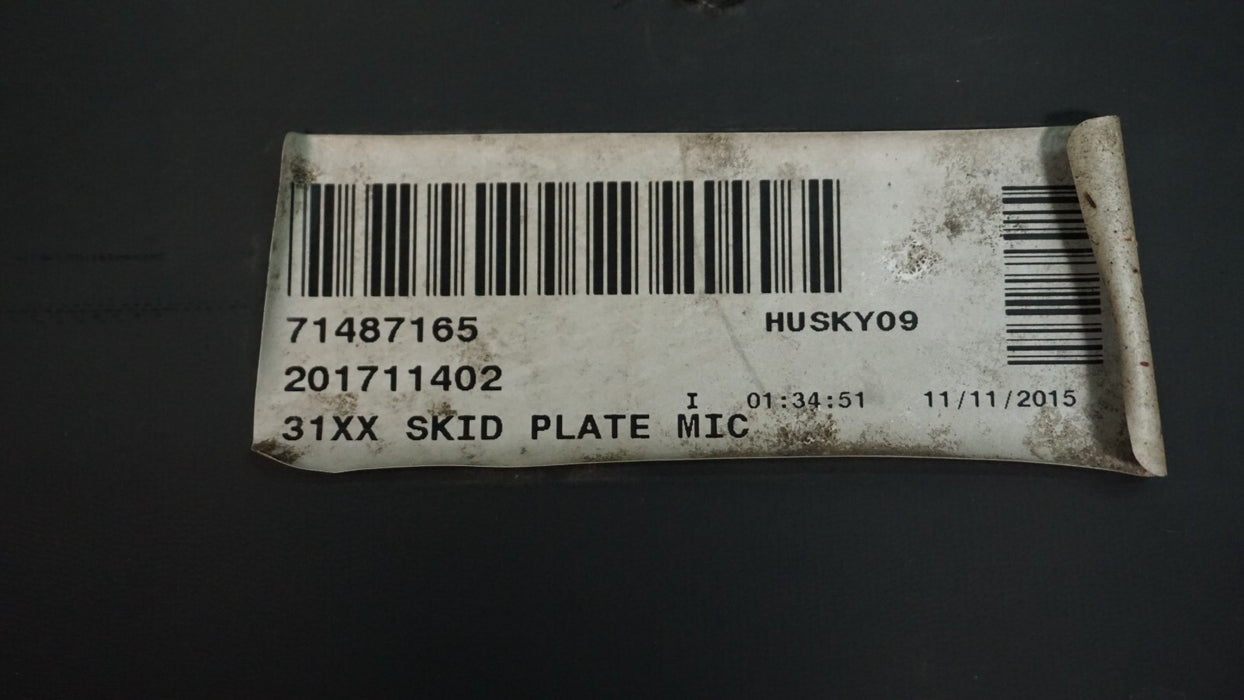 71487165 HUSKY09
201711402
I 01:34:51 11/11/2015
31XX SKID PLATE MIC